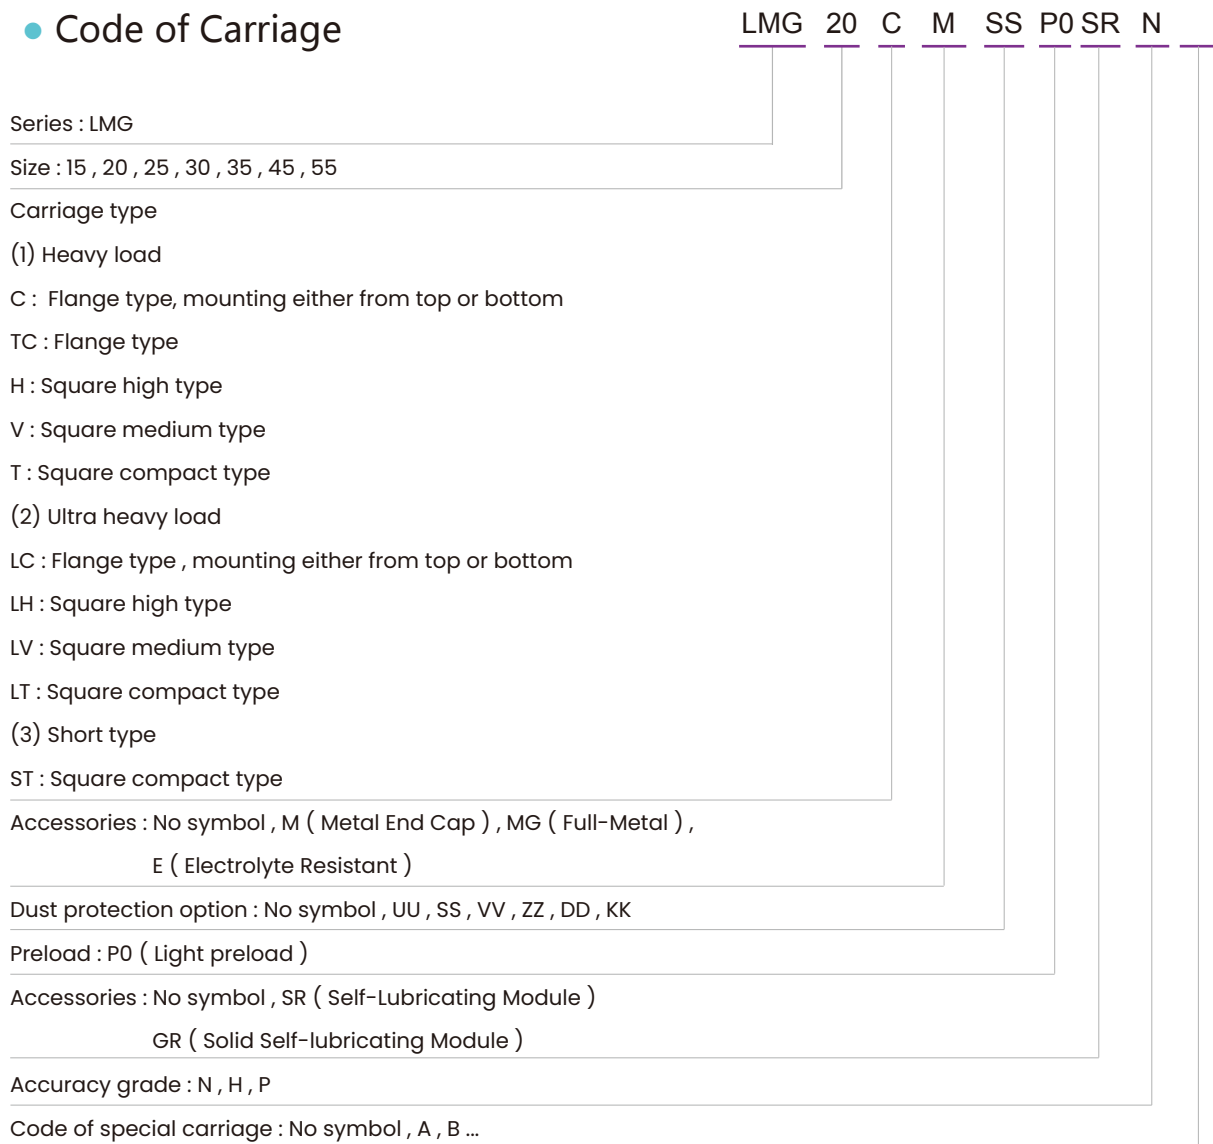 Code of Carriage
LMG 20 C M SS P0 SR N
Series : LMG
Size : 15 , 20 , 25 , 30 , 35 , 45 , 55
Carriage type
(1) Heavy load
C :  Flange type, mounting either from top or bottom
TC : Flange type
H : Square high type
V : Square medium type
T : Square compact type
(2) Ultra heavy load
LC : Flange type , mounting either from top or bottom
LH : Square high type
LV : Square medium type
LT : Square compact type
(3) Short type
ST : Square compact type
Accessories : No symbol , M ( Metal End Cap ) , MG ( Full-Metal ) ,
E ( Electrolyte Resistant )
Dust protection option : No symbol , UU , SS , VV , ZZ , DD , KK
Preload : P0 ( Light preload )
Accessories : No symbol , SR ( Self-Lubricating Module )
GR ( Solid Self-lubricating Module )
Accuracy grade : N , H , P
Code of special carriage : No symbol , A , B ...